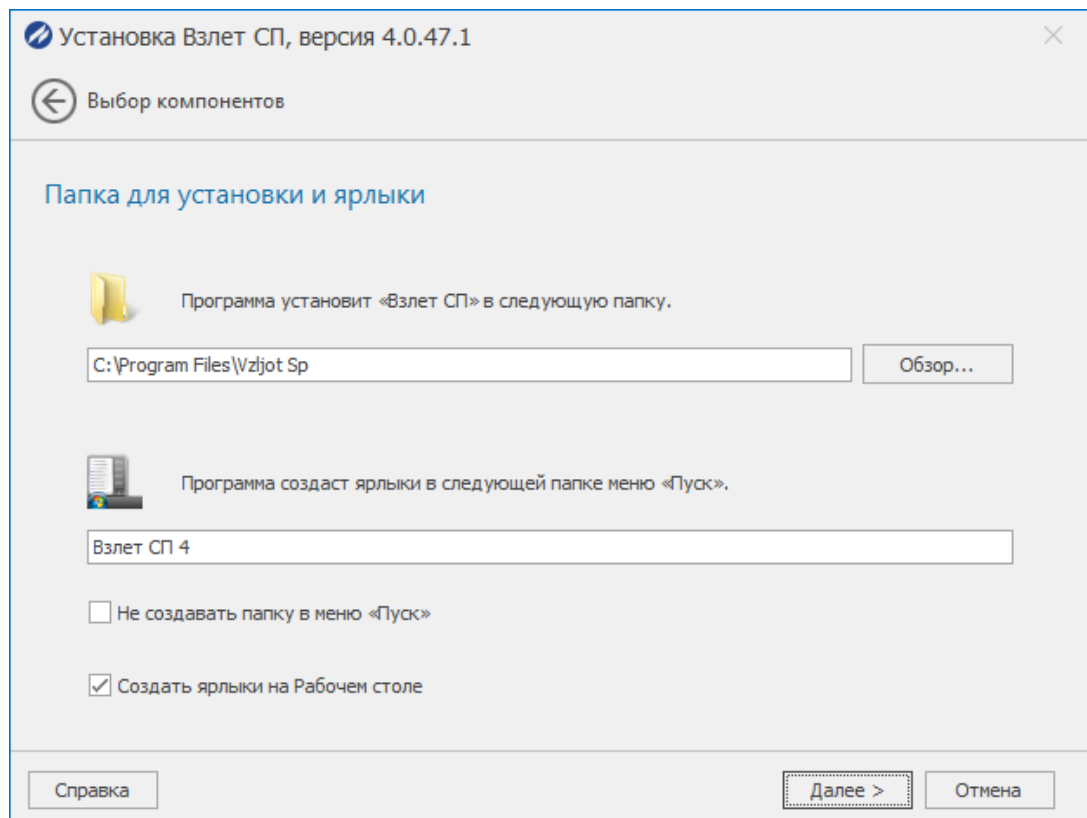 Установка Взлет СП, версия 4.0.47.1
Выбор компонентов
Папка для установки и ярлыки
Программа установит «Взлет СП» в следующую папку.
C:\Program Files\Vzljot Sp
Обзор...
Программа создаст ярлыки в следующей папке меню «Пуск».
Взлет СП 4
Не создавать папку в меню «Пуск»
Создать ярлыки на Рабочем столе
Справка
Далее >
Отмена